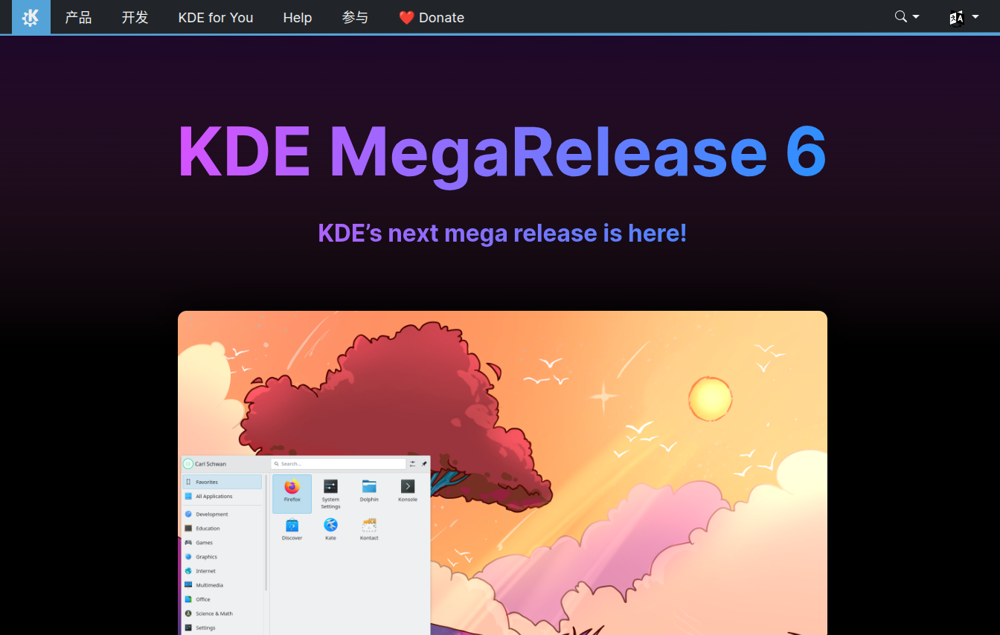 产品 开发 KDE for You Help 参与 ❤️ Donate
KDE MegaRelease 6
KDE’s next mega release is here!
Carl Schwan Search...
Favorites
All Applications
Development
Education
Games
Graphics
Internet
Multimedia
Office
Science & Math
Settings
Firefox System Settings Dolphin Konsole
Discover Kate Kontact